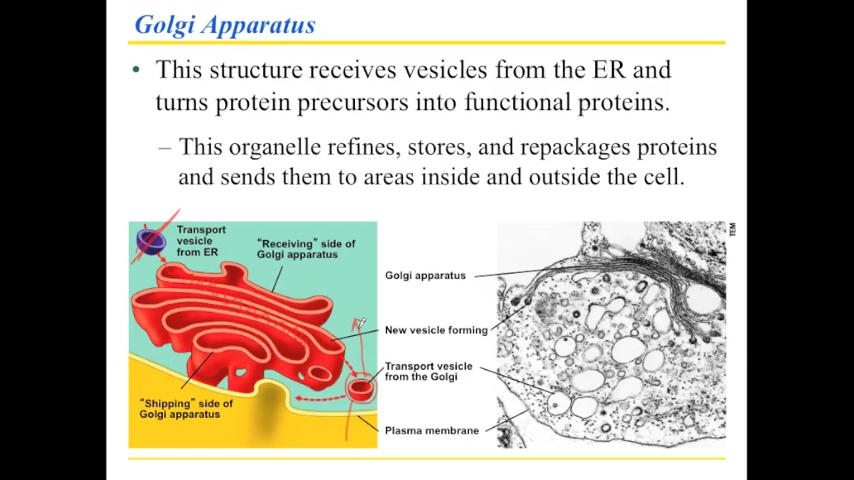 Golgi Apparatus
• This structure receives vesicles from the ER and
turns protein precursors into functional proteins.
– This organelle refines, stores, and repackages proteins
and sends them to areas inside and outside the cell.
Transport
vesicle
from ER
"Receiving" side of
Golgi apparatus
"Shipping" side of
Golgi apparatus
Golgi apparatus
New vesicle forming
Transport vesicle
from the Golgi
Plasma membrane
TEM